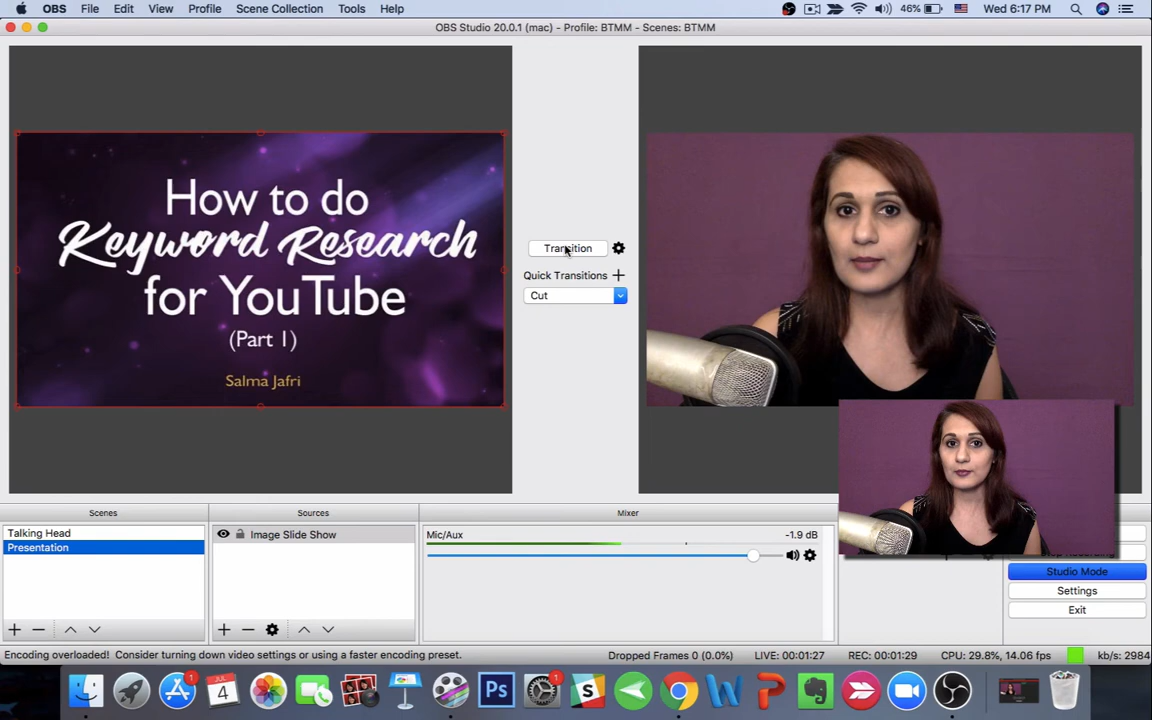 OBS File Edit View Profile Scene Collection Tools Help 46% Wed 6:17 PM
OBS Studio 20.0.1 (mac) - Profile: BTMM - Scenes: BTMM
How to do
Keyword Research
for YouTube
(Part 1)
Salma Jafri
Transition
Quick Transitions
Cut
Scenes
Sources
Mixer
Talking Head
Presentation
Image Slide Show
Mic/Aux
-1.9 dB
Studio Mode
Settings
Exit
Encoding overloaded! Consider turning down video settings or using a faster encoding preset. Dropped Frames 0 (0.0%) LIVE: 00:01:27 REC: 00:01:29 CPU: 29.8%, 14.06 fps kb/s: 2984
JUL
4
1
Ps
1
S
W
P